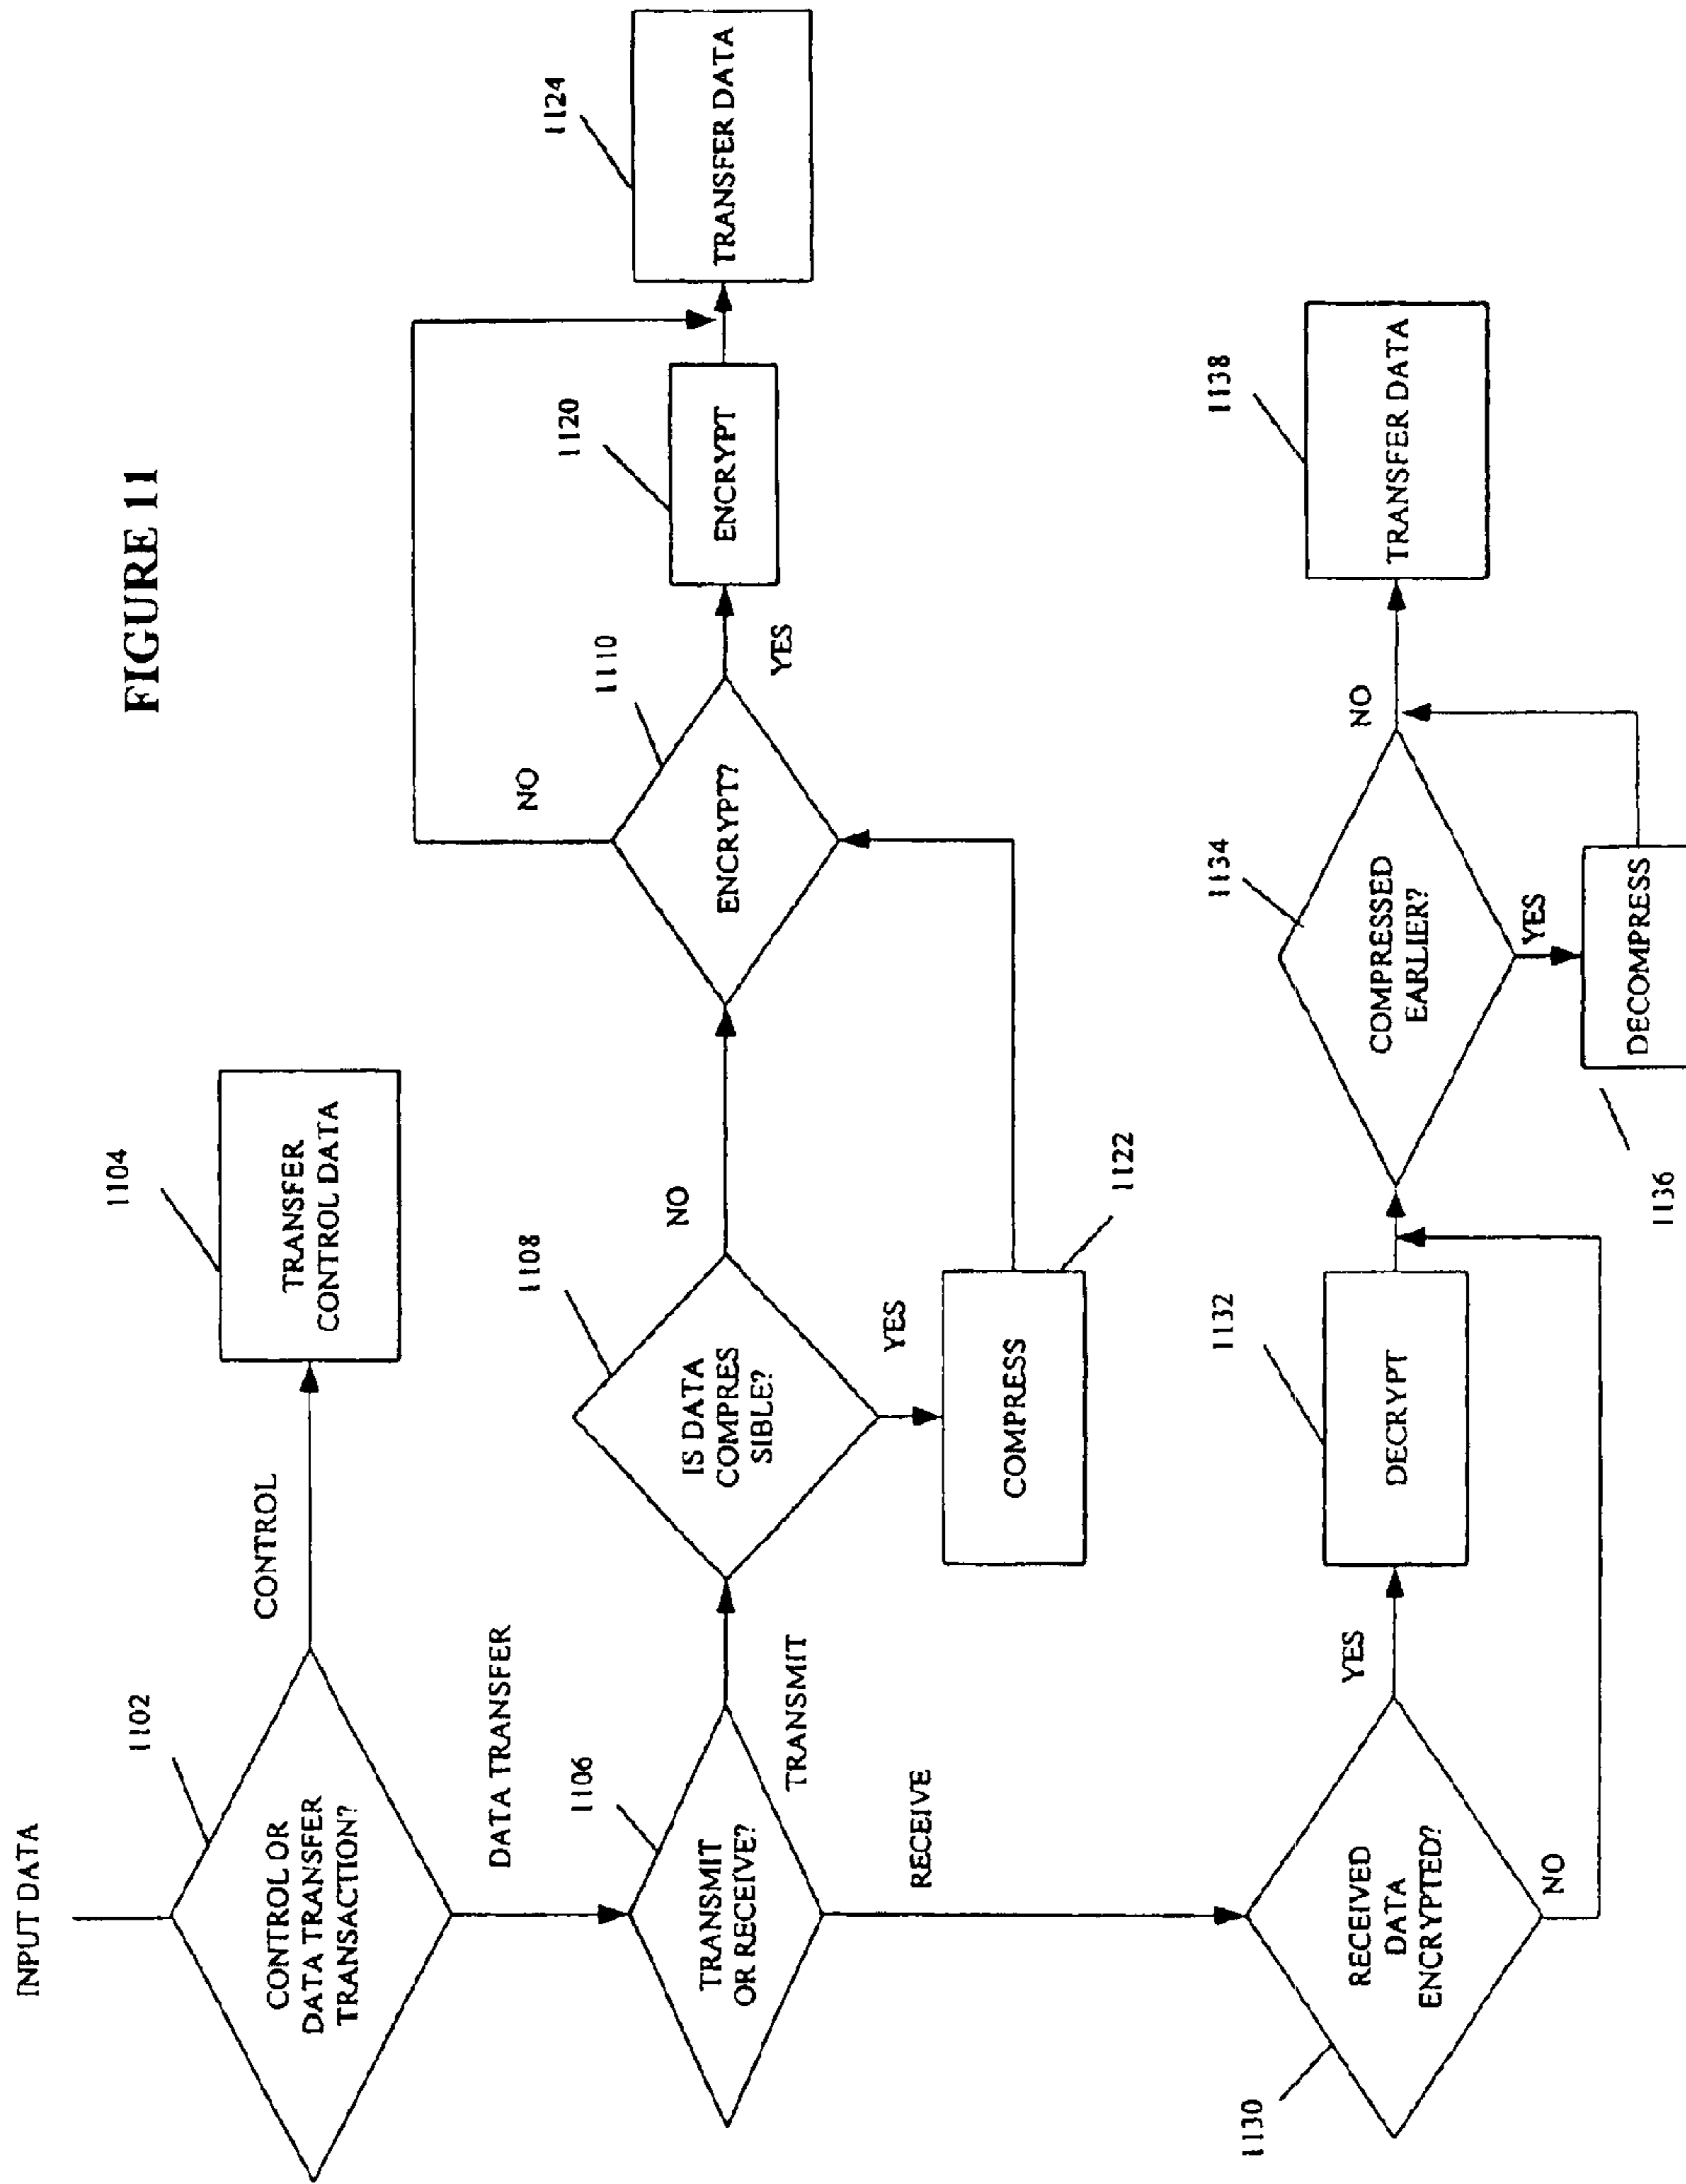 FIGURE 11
INPUT DATA
1102
CONTROL OR
DATA TRANSFER
TRANSACTION?
CONTROL
1104
TRANSFER
CONTROL DATA
DATA TRANSFER
1106
TRANSMIT
OR RECEIVE?
TRANSMIT
1108
IS DATA
COMPRES
SIBLE?
NO
1110
ENCRYPT?
NO
YES
1120
ENCRYPT
1124
TRANSFER DATA
YES
COMPRESS
1122
RECEIVE
1130
RECEIVED
DATA
ENCRYPTED?
YES
NO
1132
DECRYPT
1134
COMPRESSED
EARLIER?
NO
YES
1136
DECOMPRESS
1138
TRANSFER DATA